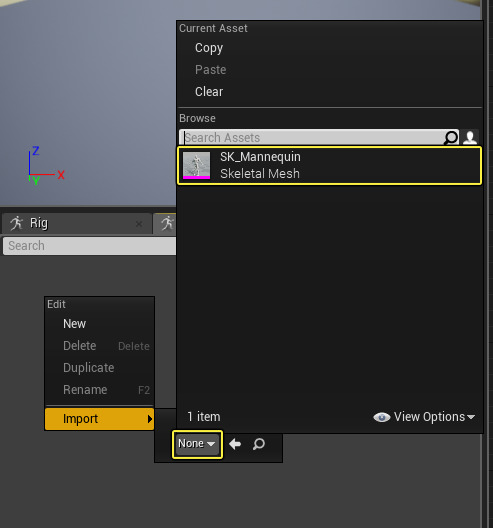 Current Asset
Copy
Paste
Clear
Browse
Search Assets
SK_Mannequin
Skeletal Mesh
Z
X
Y
Rig
Search
Edit
New
Delete Delete
Duplicate
Rename F2
Import
1 item
View Options
None